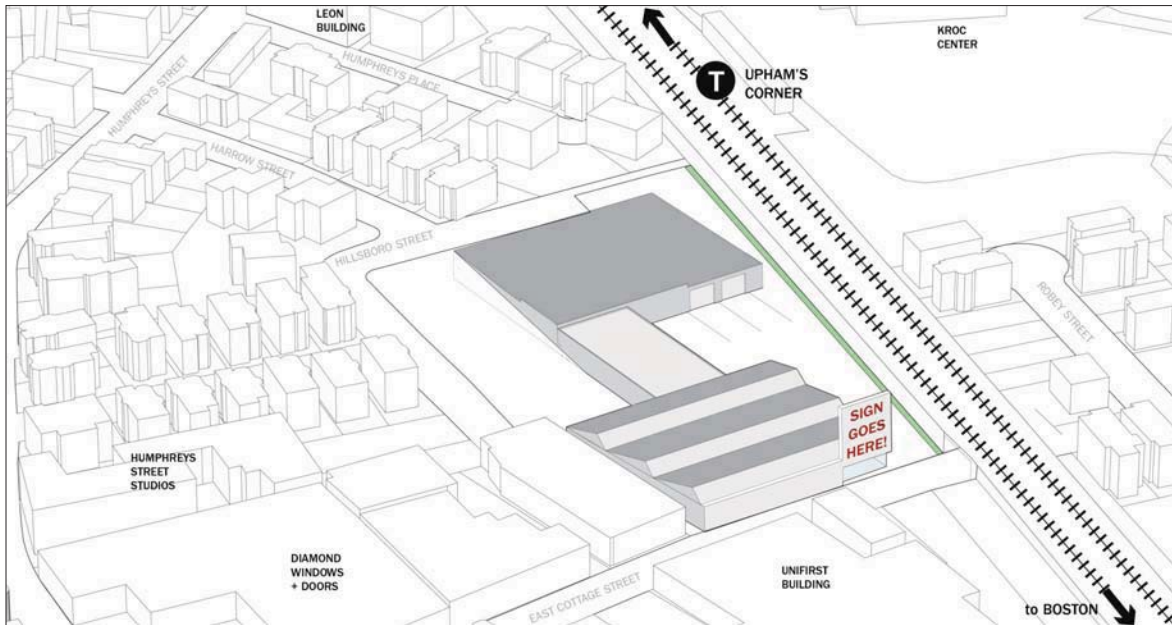 LEON
BUILDING
KROC
CENTER
HUMPHREYS PLACE
HUMPHREYS STREET
T
UPHAM'S
CORNER
HARROW STREET
HILLSBORO STREET
ROBEY STREET
SIGN
GOES
HERE!
HUMPHREYS
STREET
STUDIOS
DIAMOND
WINDOWS
+ DOORS
UNIFIRST
BUILDING
EAST COTTAGE STREET
to BOSTON